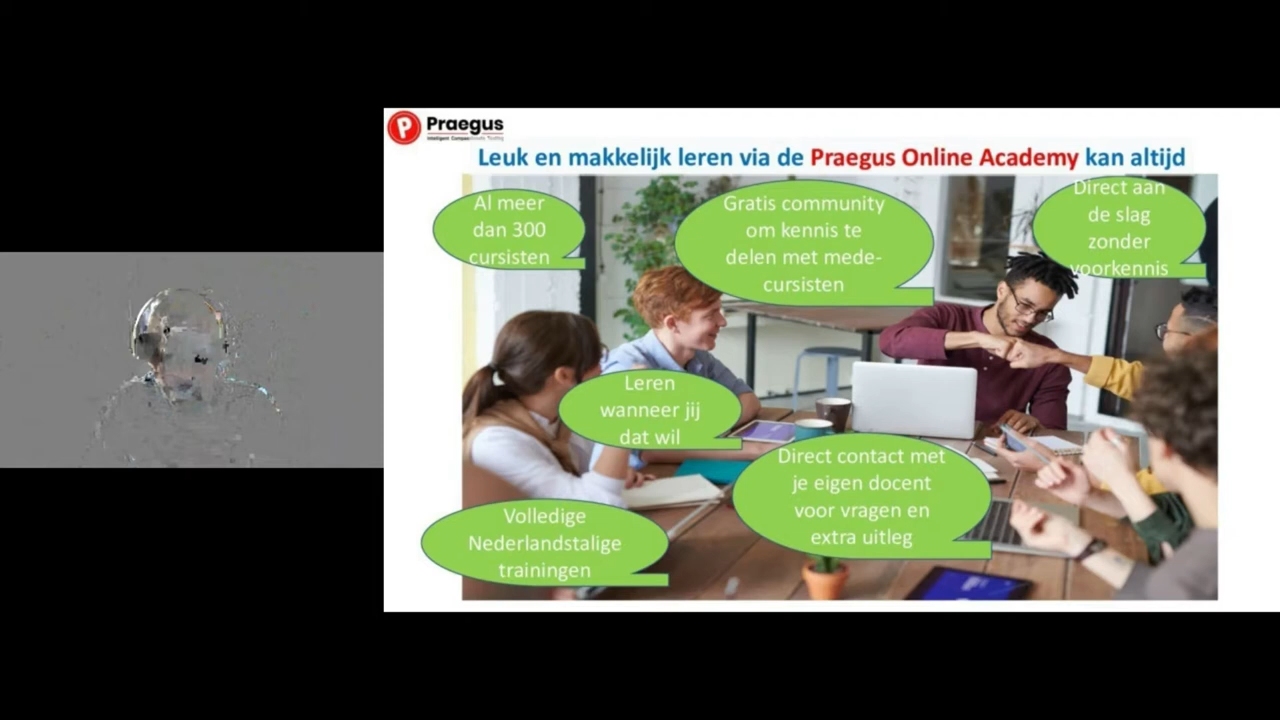 Praegus
Leuk en makkelijk leren via de Praegus Online Academy kan altijd
Al meer
dan 300
cursisten
Gratis community
om kennis te
delen met mede-
cursisten
Direct aan
de slag
zonder
voorkennis
Leren
wanneer jij
dat wil
Direct contact met
je eigen docent
voor vragen en
extra uitleg
Volledige
Nederlandstalige
trainingen